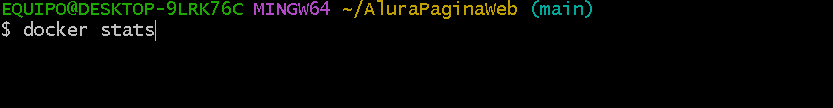 EQUIPO@DESKTOP-9LRK76C MINGW64 ~/AluraPaginaWeb (main)
$ docker stats